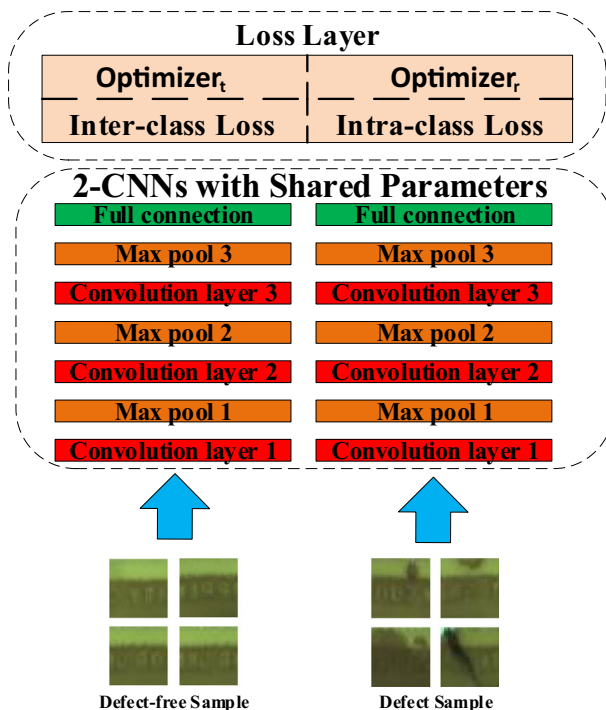 Loss Layer
Optimizert Optimizerr
Inter-class Loss Intra-class Loss
2-CNNs with Shared Parameters
Full connection Full connection
Max pool 3 Max pool 3
Convolution layer 3 Convolution layer 3
Max pool 2 Max pool 2
Convolution layer 2 Convolution layer 2
Max pool 1 Max pool 1
Convolution layer 1 Convolution layer 1
Defect-free Sample Defect Sample